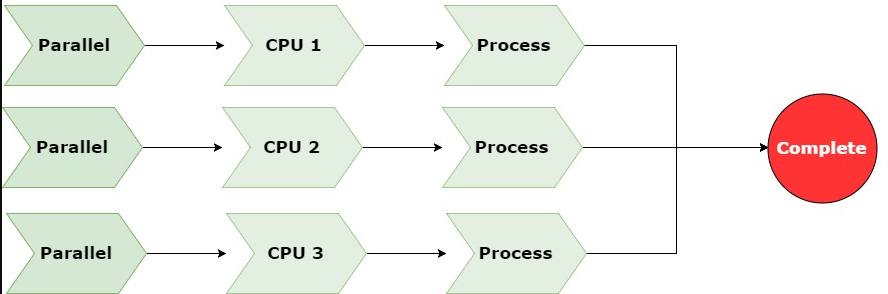 Parallel
CPU 1
Process
Parallel
CPU 2
Process
Complete
Parallel
CPU 3
Process